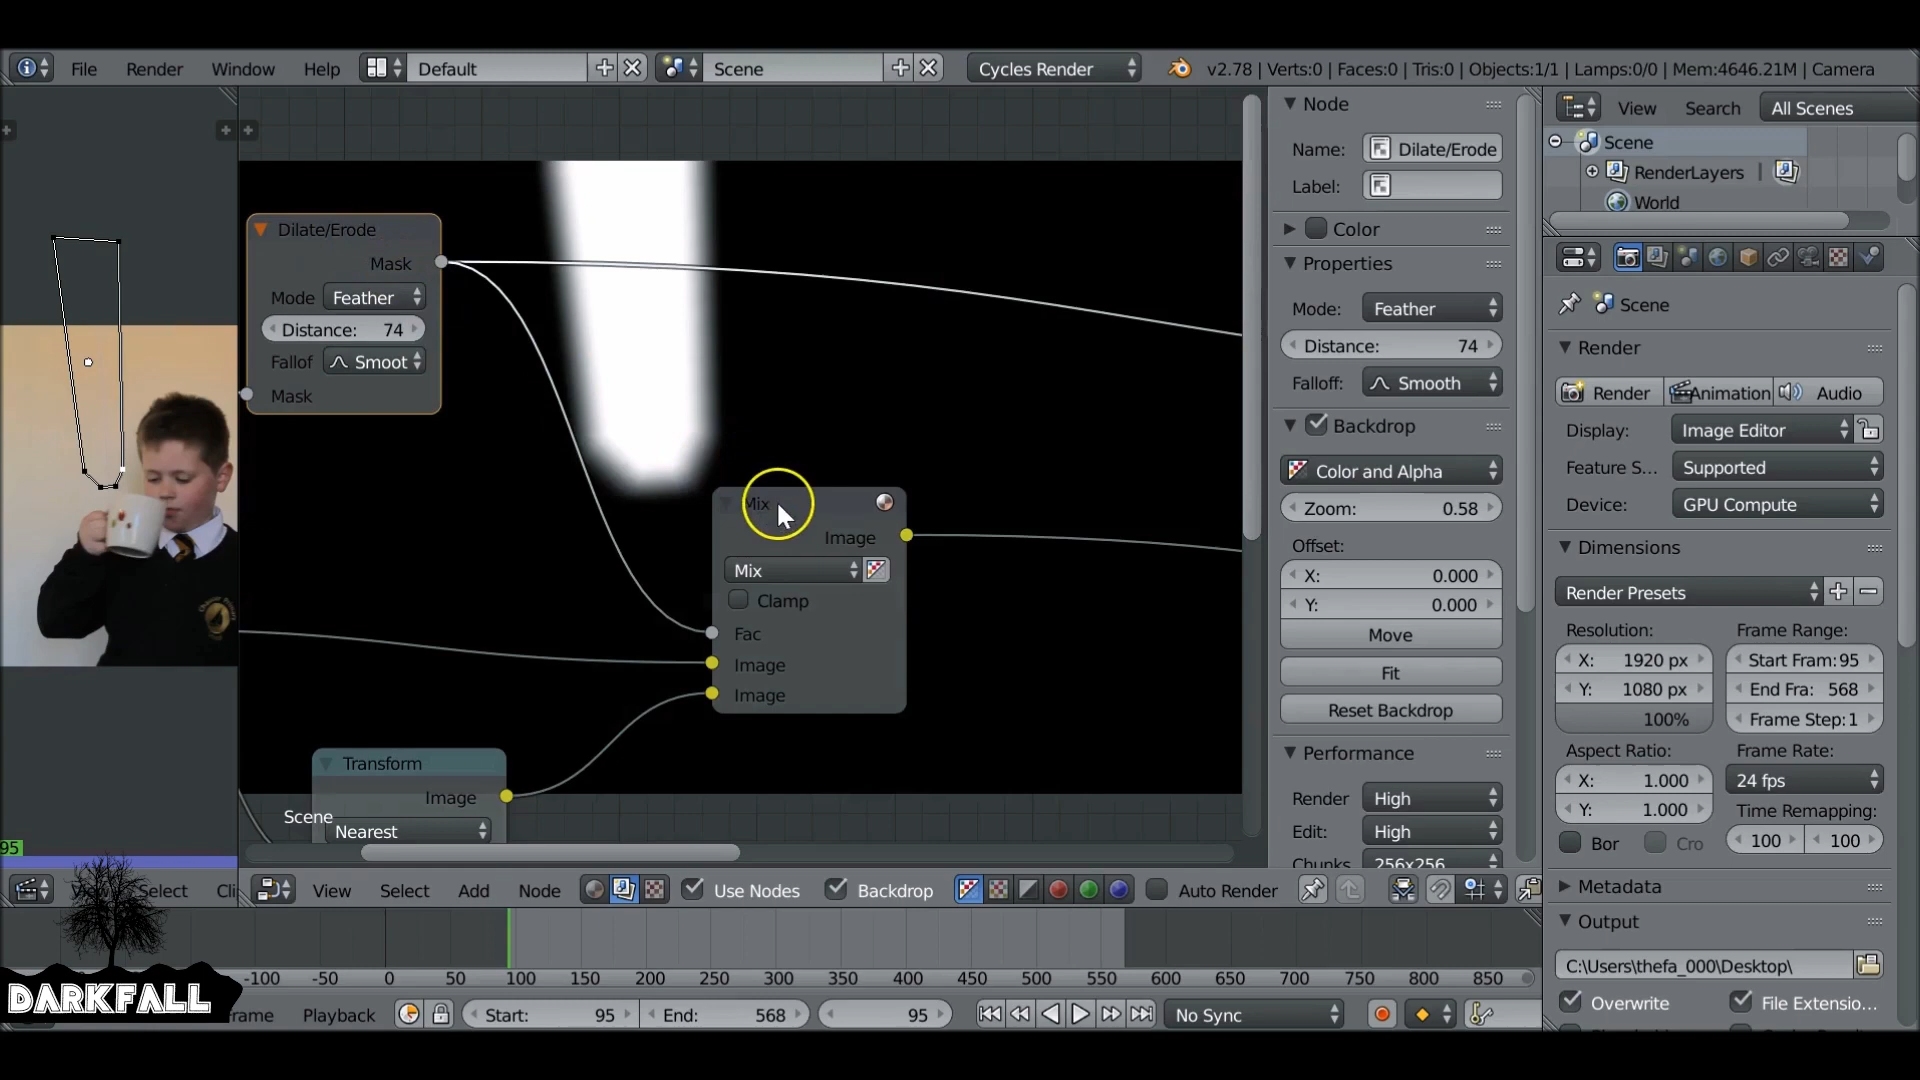 File Render Window Help Default Scene Cycles Render v2.78 | Verts:0 | Faces:0 | Tris:0 | Objects:1/1 | Lamps:0/0 | Mem:4646.21M | Camera
Dilate/Erode
Mask
Mode Feather
Distance: 74
Fallof Smoot
Mask
Mix
Image
Mix
Clamp
Fac
Image
Image
Transform
Image
Scene
Nearest
95
Node
Name: Dilate/Erode
Label:
Color
Properties
Mode: Feather
Distance: 74
Falloff: Smooth
Backdrop
Color and Alpha
Zoom: 0.58
Offset:
X: 0.000
Y: 0.000
Move
Fit
Reset Backdrop
Performance
Render High
Edit: High
Chunks 256x256
View Search All Scenes
Scene
RenderLayers |
World
Scene
Render
Render Animation Audio
Display: Image Editor
Feature S... Supported
Device: GPU Compute
Dimensions
Render Presets
Resolution: Frame Range:
X: 1920 px Start Fram:95
Y: 1080 px End Fra: 568
100% Frame Step:1
Aspect Ratio: Frame Rate:
X: 1.000 24 fps
Y: 1.000 Time Remapping:
Bor Cro 100 100
Metadata
Output
C:\Users\thefa_000\Desktop\
Overwrite File Extensio...
Select Cli View Select Add Node Use Nodes Backdrop Auto Render
-100 -50 0 50 100 150 200 250 300 350 400 450 500 550 600 650 700 750 800 850
DARKFALL
rame Playback Start: 95 End: 568 95 No Sync